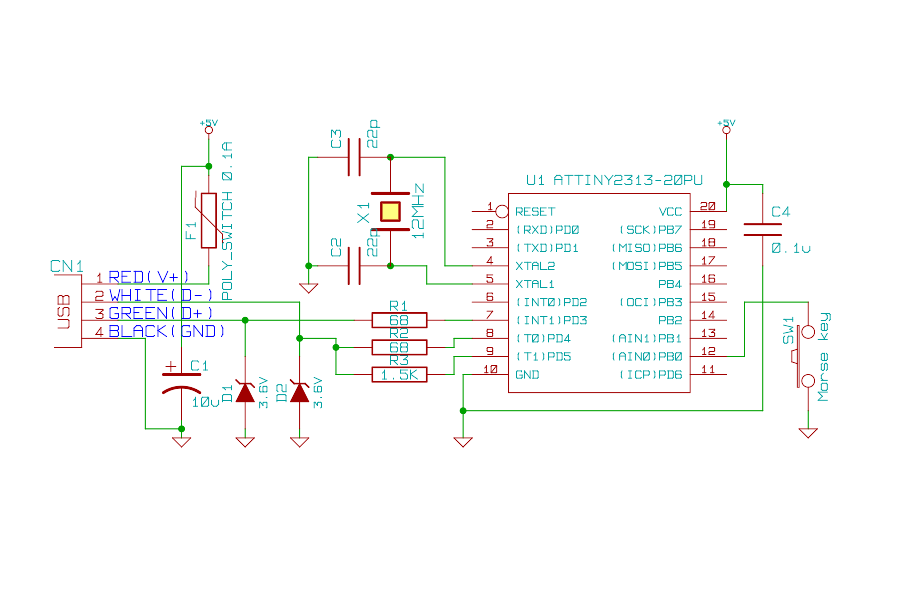 +5V
F1
POLY_SWITCH 0.1A
CN1
USB
1 RED(V+)
2 WHITE(D-)
3 GREEN(D+)
4 BLACK(GND)
C1
10u
D1
3.6V
D2
3.6V
C3
22p
X1
12MHZ
C2
22p
R1
68
R2
68
R3
1.5K
U1 ATTINY2313-20PU
1 RESET
2 (RXD)PD0
3 (TXD)PD1
4 XTAL2
5 XTAL1
6 (INT0)PD2
7 (INT1)PD3
8 (T0)PD4
9 (T1)PD5
10 GND
VCC 20
(SCK)PB7 19
(MISO)PB6 18
(MOSI)PB5 17
PB4 16
(OCI)PB3 15
PB2 14
(AIN1)PB1 13
(AIN0)PB0 12
(ICP)PD6 11
+5V
C4
0.1u
SW1
Morse key